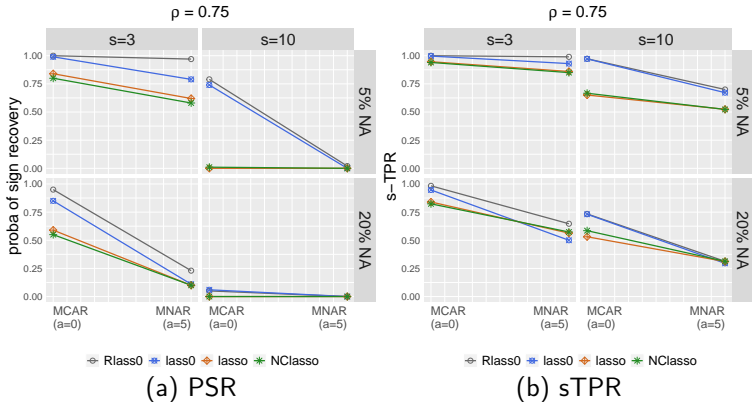 ρ = 0.75
s=3
s=10
proba of sign recovery
1.00
0.75
0.50
0.25
0.00
5% NA
1.00
0.75
0.50
0.25
0.00
20% NA
MCAR
(a=0)
MNAR
(a=5)
MCAR
(a=0)
MNAR
(a=5)
Rlass0
lass0
lasso
NClasso
(a) PSR
ρ = 0.75
s=3
s=10
s−TPR
1.00
0.75
0.50
0.25
0.00
5% NA
1.00
0.75
0.50
0.25
0.00
20% NA
MCAR
(a=0)
MNAR
(a=5)
MCAR
(a=0)
MNAR
(a=5)
Rlass0
lass0
lasso
NClasso
(b) sTPR